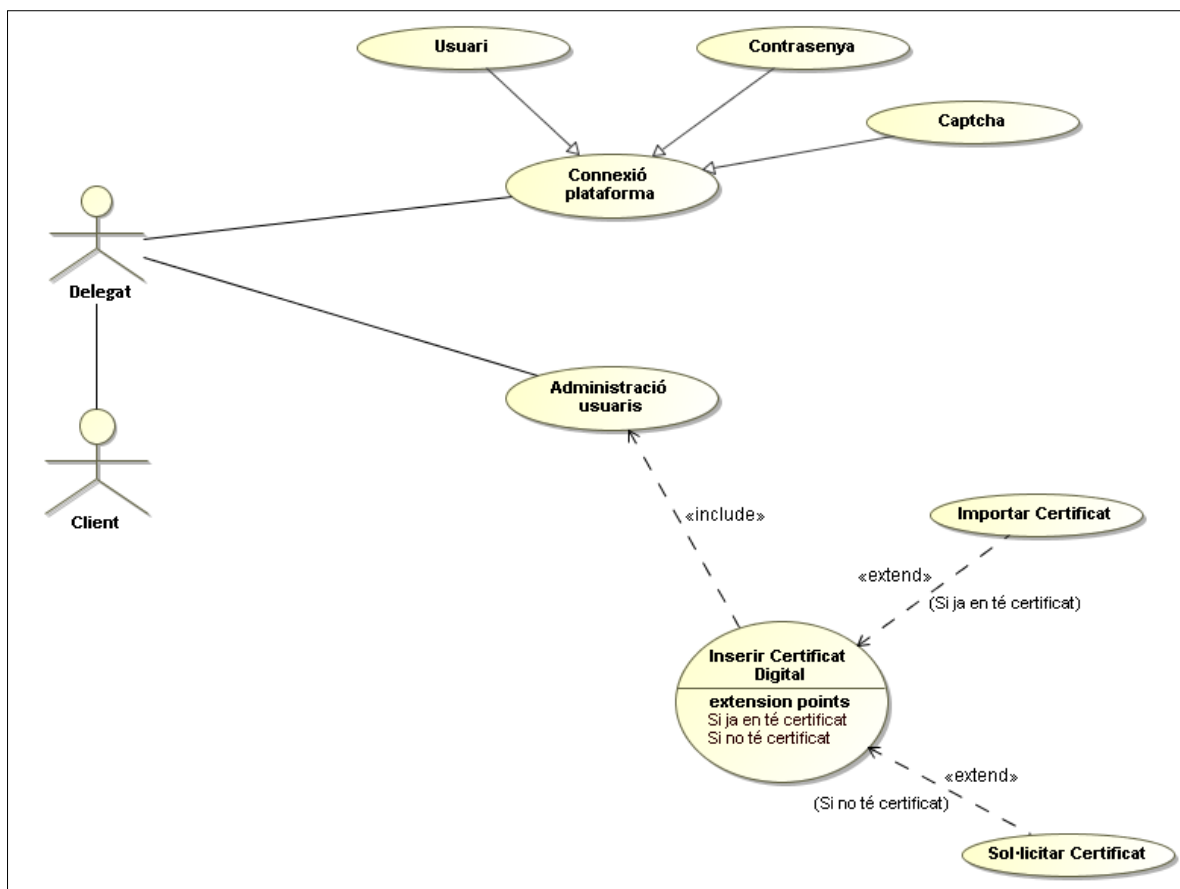 Usuari
Contrasenya
Captcha
Connexió
plataforma
Delegat
Administració
usuaris
Client
«include»
Importar Certificat
«extend»
(Si ja en té certificat)
Inserir Certificat
Digital
extension points
Si ja en té certificat
Si no té certificat
«extend»
(Si no té certificat)
Sol·licitar Certificat